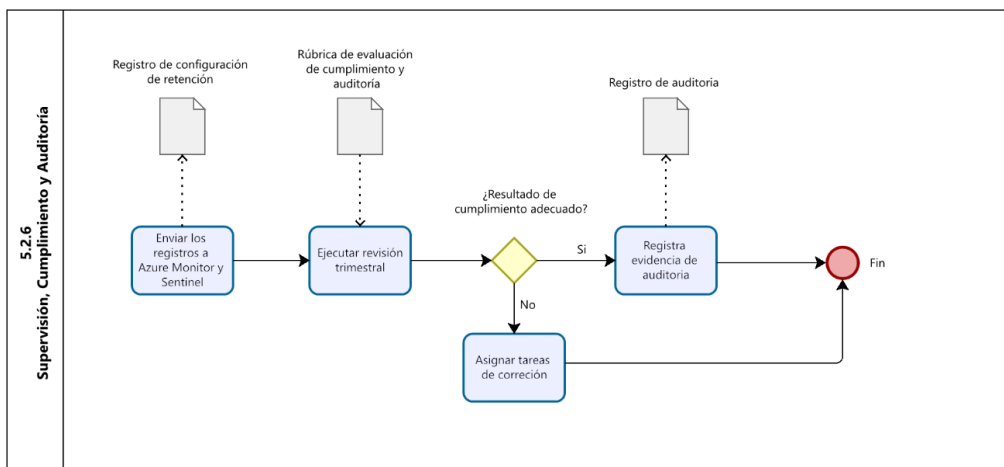 5.2.6
Supervisión, Cumplimiento y Auditoría
Registro de configuración
de retención
Rúbrica de evaluación
de cumplimiento y
auditoría
Registro de auditoria
¿Resultado de
cumplimiento adecuado?
Enviar los
registros a
Azure Monitor y
Sentinel
Ejecutar revisión
trimestral
Si
Registra
evidencia de
auditoria
Fin
No
Asignar tareas
de correción